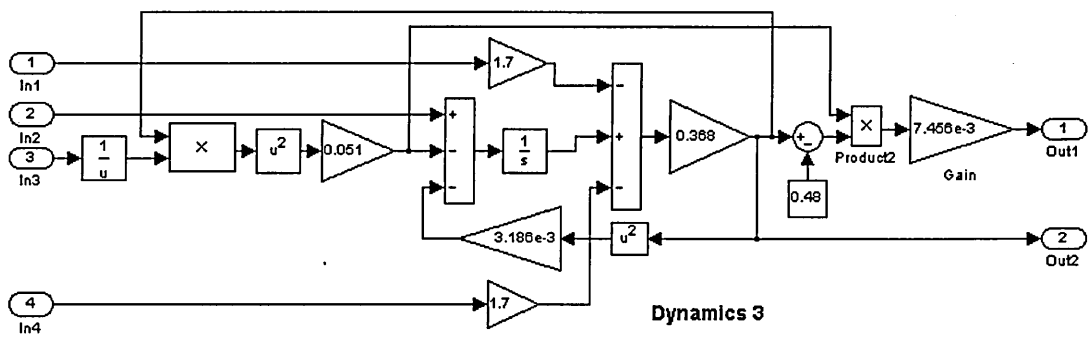 1
In1
1.7
−
2
In2
+
−
−
3
In3
1
u
×
u²
0.051
1
s
−
+
−
0.368
+
−
0.48
×
Product2
7.456e-3
Gain
1
Out1
3.186e-3
u²
2
Out2
4
In4
1.7
Dynamics 3